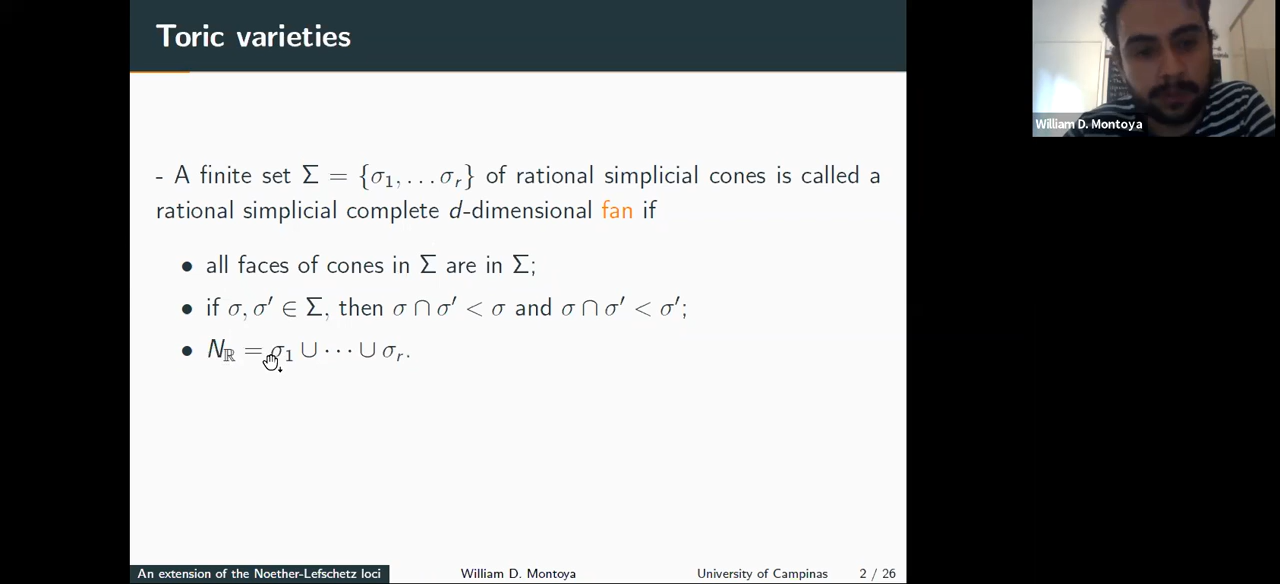 Toric varieties
William D. Montoya
- A finite set Σ = {σ₁, … σᵣ} of rational simplicial cones is called a
rational simplicial complete d-dimensional fan if
• all faces of cones in Σ are in Σ;
• if σ, σ′ ∈ Σ, then σ ∩ σ′ < σ and σ ∩ σ′ < σ′;
• N_ℝ = σ₁ ∪ ⋯ ∪ σᵣ.
An extension of the Noether-Lefschetz loci William D. Montoya University of Campinas 2 / 26